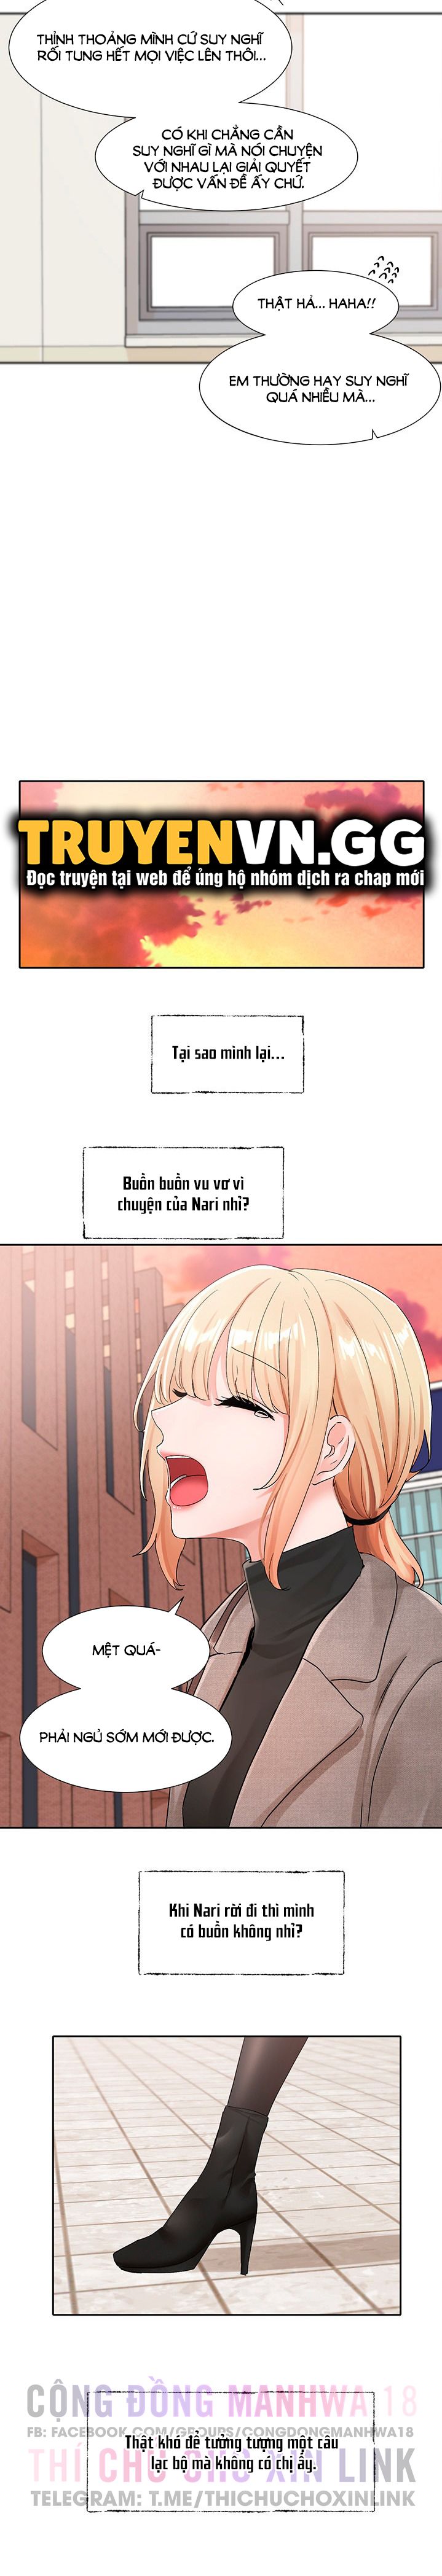 THỈNH THOẢNG MÌNH CỨ SUY NGHĨ
RỐI TUNG HẾT MỌI VIỆC LÊN THÔI...
CÓ KHI CHẲNG CẦN
SUY NGHĨ GÌ MÀ NÓI CHUYỆN
VỚI NHAU LẠI GIẢI QUYẾT
ĐƯỢC VẤN ĐỀ ẤY CHỨ.
THẬT HẢ... HAHA!!
EM THƯỜNG HAY SUY NGHĨ
QUÁ NHIỀU MÀ...
TRUYENVN.GG
Đọc truyện tại web để ủng hộ nhóm dịch ra chap mới
Tại sao mình lại...
Buồn buồn vu vơ vì
chuyện của Nari nhỉ?
MỆT QUÁ-
PHẢI NGỦ SỚM MỚI ĐƯỢC.
Khi Nari rời đi thì mình
có buồn không nhỉ?
CỘNG ĐỒNG MANHWA 18
FB: FACEBOOK.COM/GROUPS/CONGDONGMANHWA18
Thật khó để tưởng tượng một câu
lạc bộ mà không có chị ấy.
THÍ CHỦ CHO XIN LINK
TELEGRAM: T.ME/THICHUCHOXINLINK